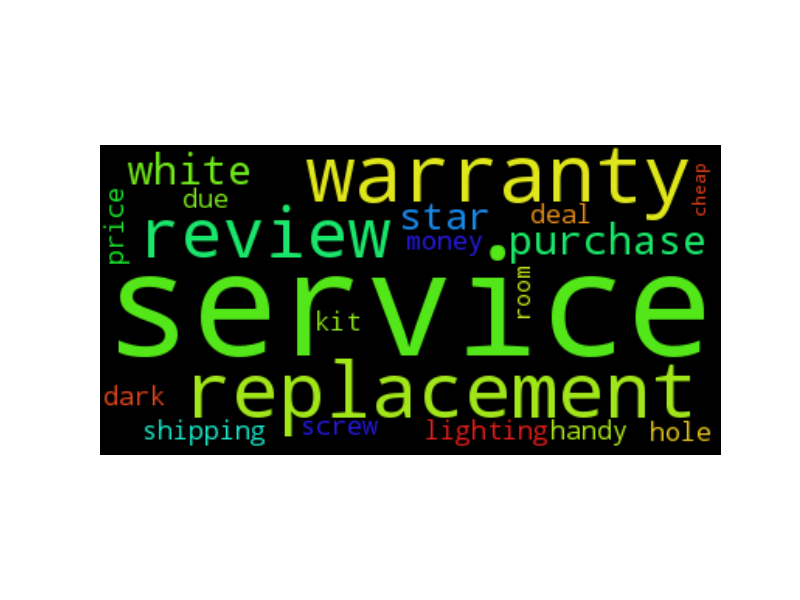 white warranty cheap
price due star deal
review money purchase
service
kit room
dark replacement
shipping screw lighting handy hole